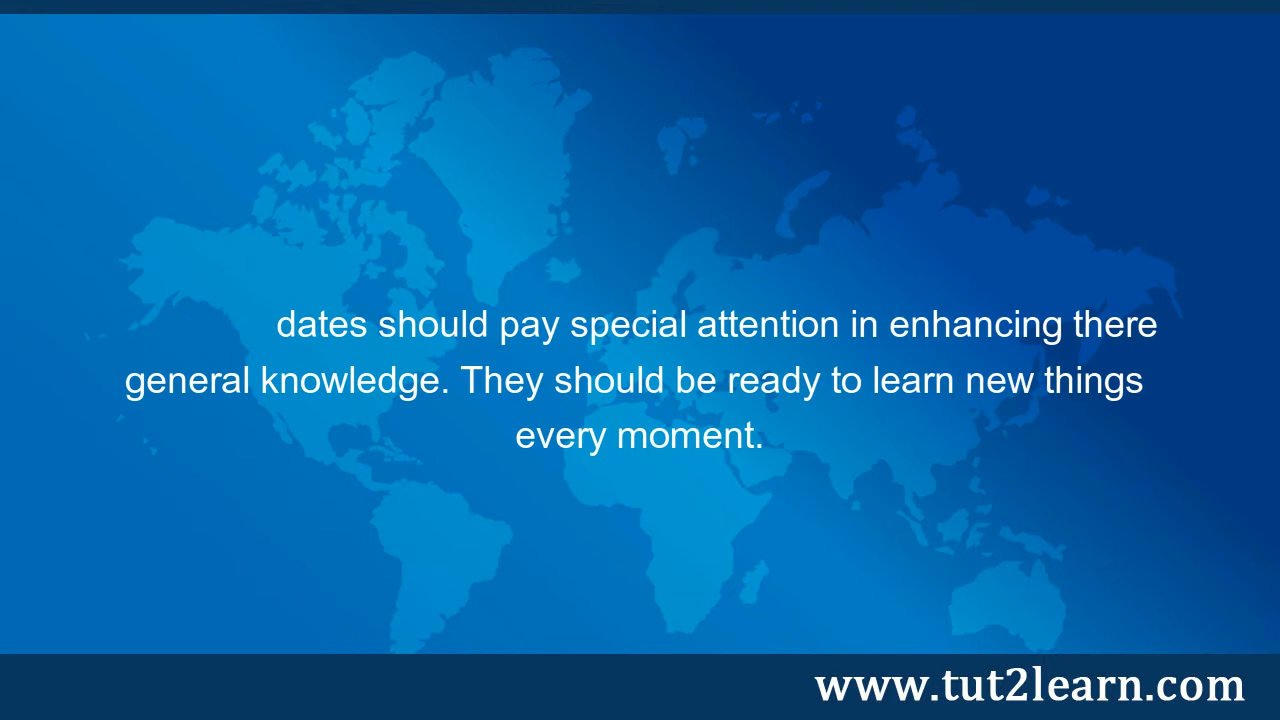 dates should pay special attention in enhancing there
general knowledge. They should be ready to learn new things
every moment.
www.tut2learn.com